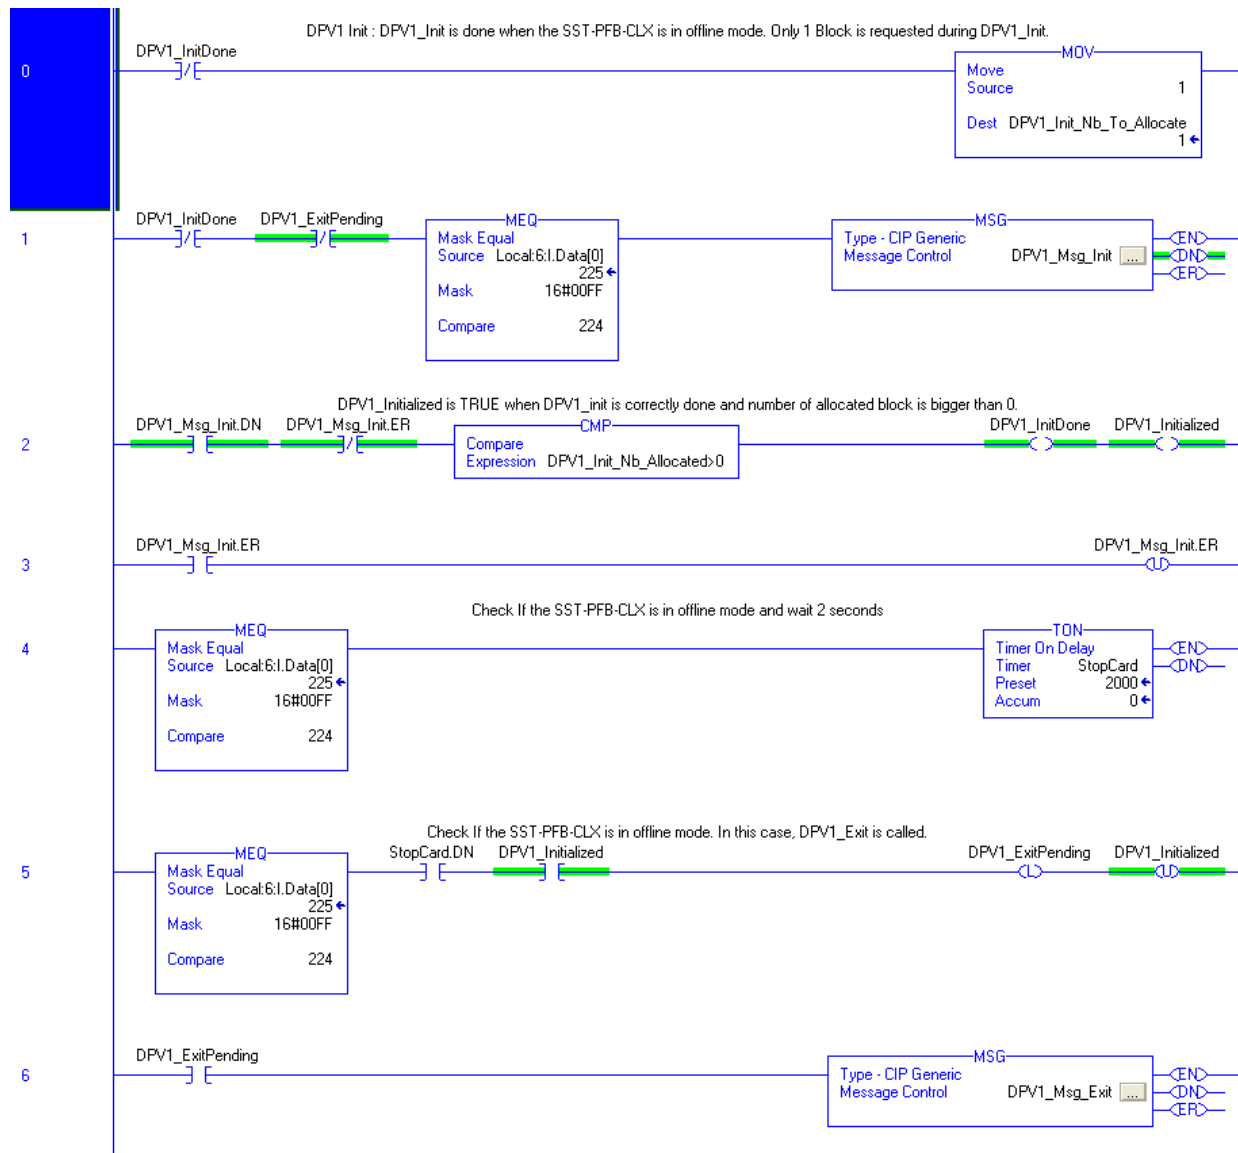 DPV1 Init : DPV1_Init is done when the SST-PFB-CLX is in offline mode. Only 1 Block is requested during DPV1_Init.
DPV1_InitDone
MOV
0
Move
Source 1
Dest DPV1_Init_Nb_To_Allocate
1
DPV1_InitDone DPV1_ExitPending
MEQ MSG
1
Mask Equal Type - CIP Generic EN
Source Local:6:I.Data[0] Message Control DPV1_Msg_Init ... DN
225 ER
Mask 16#00FF
Compare 224
DPV1_Initialized is TRUE when DPV1_init is correctly done and number of allocated block is bigger than 0.
DPV1_Msg_Init.DN DPV1_Msg_Init.ER CMP DPV1_InitDone DPV1_Initialized
2
Compare
Expression DPV1_Init_Nb_Allocated>0
DPV1_Msg_Init.ER DPV1_Msg_Init.ER
3 U
Check If the SST-PFB-CLX is in offline mode and wait 2 seconds
MEQ TON
4
Mask Equal Timer On Delay EN
Source Local:6:I.Data[0] Timer StopCard DN
225 Preset 2000
Mask 16#00FF Accum 0
Compare 224
Check If the SST-PFB-CLX is in offline mode. In this case, DPV1_Exit is called.
MEQ StopCard.DN DPV1_Initialized DPV1_ExitPending DPV1_Initialized
5 L U
Mask Equal
Source Local:6:I.Data[0]
225
Mask 16#00FF
Compare 224
DPV1_ExitPending MSG
6
Type - CIP Generic EN
Message Control DPV1_Msg_Exit ... DN
ER